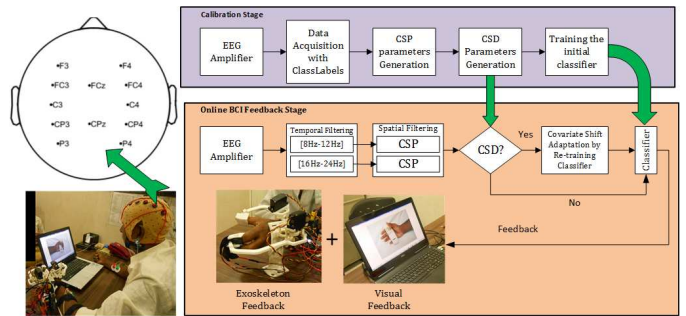 Calibration Stage
EEG
Amplifier
Data
Acquisition
with
ClassLabels
CSP
parameters
Generation
CSD
Parameters
Generation
Training the
initial
classifier
•F3
•F4
•FC3
•FCz
•FC4
•C3
•C4
•CP3
•CPz
•CP4
•P3
•P4
Online BCI Feedback Stage
EEG
Amplifier
Temporal Filtering
[8Hz-12Hz]
[16Hz-24Hz]
Spatial Filtering
CSP
CSP
CSD?
Yes
Covariate Shift
Adaptation by
Re-training
Classifier
Classifier
No
Feedback
+
Exoskeleton
Feedback
Visual
Feedback